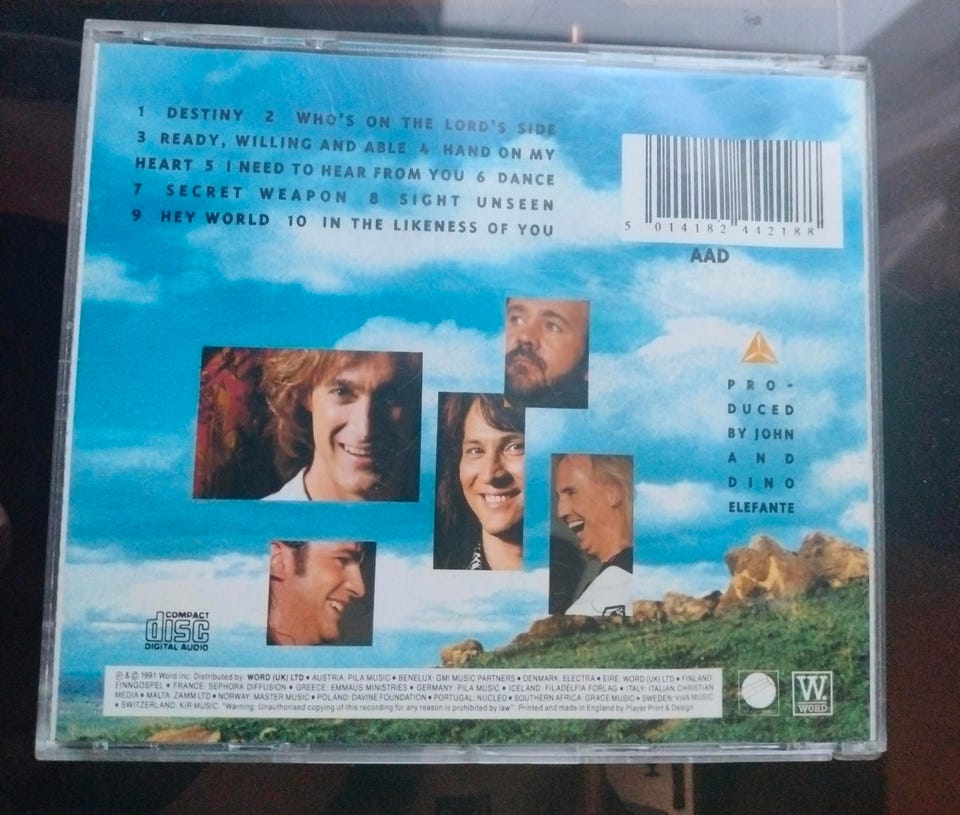 1 DESTINY 2 WHO'S ON THE LORD'S SIDE
3 READY, WILLING AND ABLE 4 HAND ON MY
HEART 5 I NEED TO HEAR FROM YOU 6 DANCE
7 SECRET WEAPON 8 SIGHT UNSEEN
9 HEY WORLD 10 IN THE LIKENESS OF YOU
5 014182 442188
AAD
PRO-
DUCED
BY JOHN
AND
DINO
ELEFANTE
COMPACT
disc
DIGITAL AUDIO
℗ & © 1991 Word Inc. Distributed by: WORD (UK) LTD • AUSTRIA: PILA MUSIC • BENELUX: GMI MUSIC PARTNERS • DENMARK: ELECTRA • EIRE: WORD (UK) LTD • FINLAND:
FINNGOSPEL • FRANCE: SEPHORA DIFFUSION • GREECE: EMMAUS MINISTRIES • GERMANY: PILA MUSIC • ICELAND: FILADELFIA FORLAG • ITALY: ITALIAN CHRISTIAN
MEDIA • MALTA: ZAMM LTD • NORWAY: MASTER MUSIC • POLAND: DAVINE FOUNDATION • PORTUGAL: NUCLEO • SOUTHERN AFRICA: GRACE MUSIC • SWEDEN: VIVA MUSIC
• SWITZERLAND: KIR MUSIC. "Warning: Unauthorised copying of this recording for any reason is prohibited by law" Printed and made in England by Player Print & Design
W.
WORD